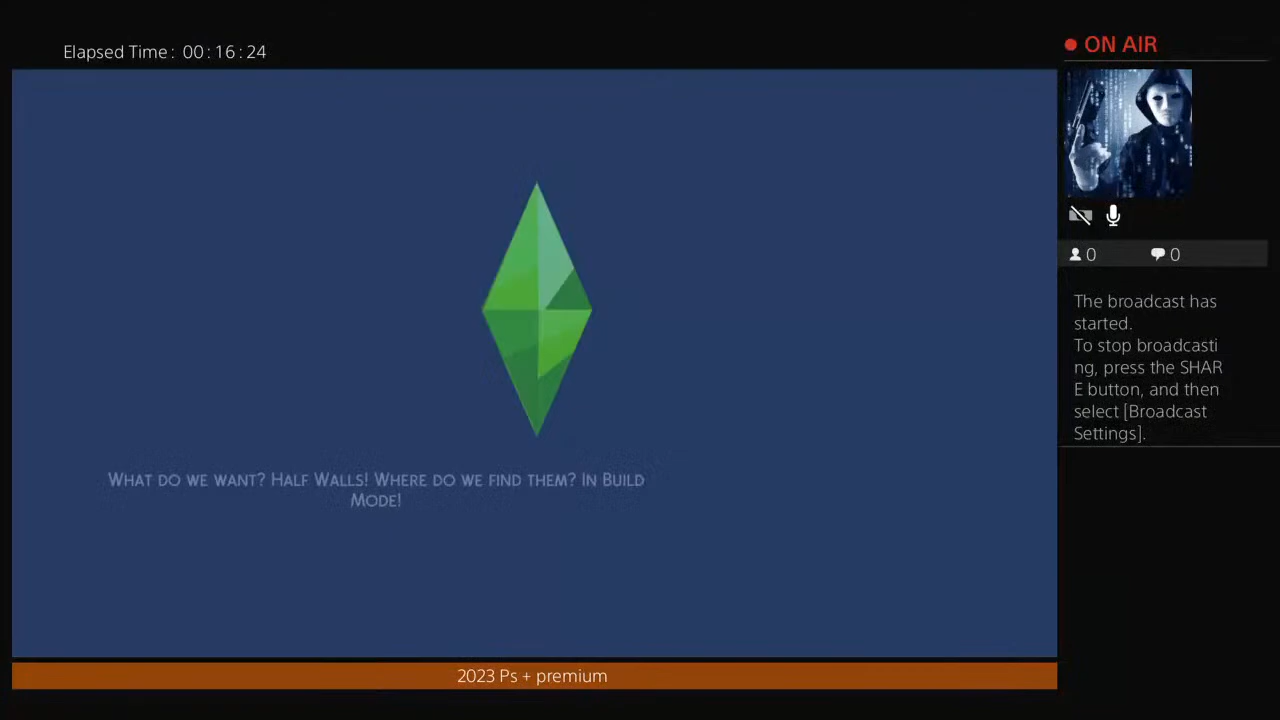 Elapsed Time: 00:16:24
ON AIR
What do we want? Half Walls! Where do we find them? In Build
Mode!
0
0
The broadcast has
started.
To stop broadcasti
ng, press the SHAR
E button, and then
select [Broadcast
Settings].
2023 Ps + premium